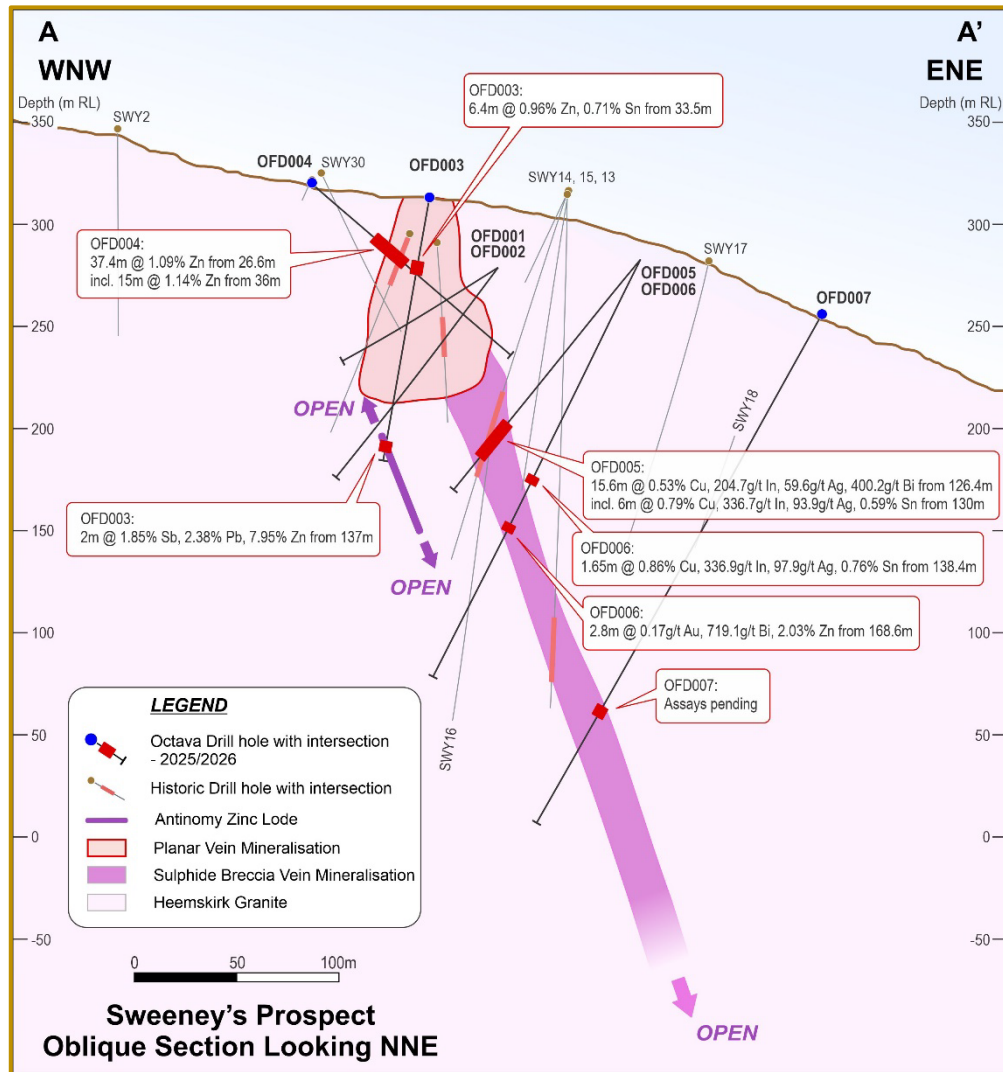 A
WNW
A'
ENE
Depth (m RL)
Depth (m RL)
350
300
250
200
150
100
50
0
-50
350
300
250
200
150
100
50
0
-50
SWY2
OFD004
SWY30
OFD003
SWY14, 15, 13
OFD001
OFD002
OFD005
OFD006
SWY17
OFD007
SWY18
SWY16
OFD003:
6.4m @ 0.96% Zn, 0.71% Sn from 33.5m
OFD004:
37.4m @ 1.09% Zn from 26.6m
incl. 15m @ 1.14% Zn from 36m
OPEN
OPEN
OFD003:
2m @ 1.85% Sb, 2.38% Pb, 7.95% Zn from 137m
OFD005:
15.6m @ 0.53% Cu, 204.7g/t In, 59.6g/t Ag, 400.2g/t Bi from 126.4m
incl. 6m @ 0.79% Cu, 336.7g/t In, 93.9g/t Ag, 0.59% Sn from 130m
OFD006:
1.65m @ 0.86% Cu, 336.9g/t In, 97.9g/t Ag, 0.76% Sn from 138.4m
OFD006:
2.8m @ 0.17g/t Au, 719.1g/t Bi, 2.03% Zn from 168.6m
OFD007:
Assays pending
LEGEND
Octava Drill hole with intersection
- 2025/2026
Historic Drill hole with intersection
Antinomy Zinc Lode
Planar Vein Mineralisation
Sulphide Breccia Vein Mineralisation
Heemskirk Granite
0 50 100m
Sweeney's Prospect
Oblique Section Looking NNE
OPEN